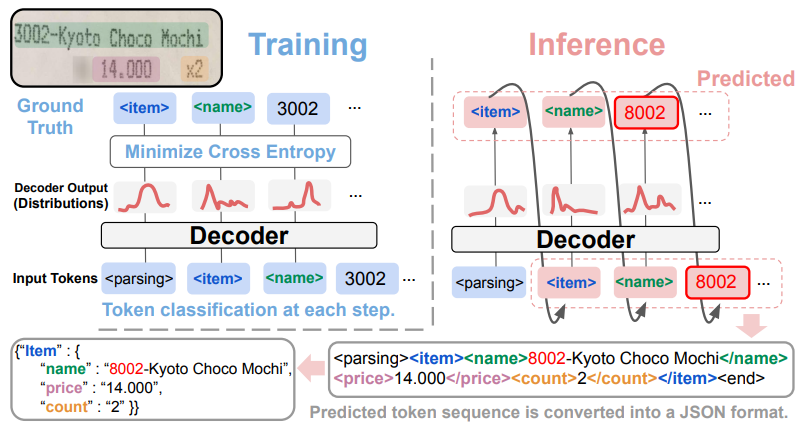 Training
Inference
3002-Kyoto Choco Mochi
14.000 x2
Predicted
Ground Truth
<item> <name> 3002 ...
<item> <name> 8002 ...
Minimize Cross Entropy
Decoder Output (Distributions)
...
...
Decoder
Decoder
Input Tokens
<parsing> <item> <name> 3002 ...
<parsing> <item> <name> 8002 ...
Token classification at each step.
{“Item” : {
“name” : “8002-Kyoto Choco Mochi”,
“price” : “14.000”,
“count” : “2” }}
<parsing><item><name>8002-Kyoto Choco Mochi</name>
<price>14.000</price><count>2</count></item><end>
Predicted token sequence is converted into a JSON format.